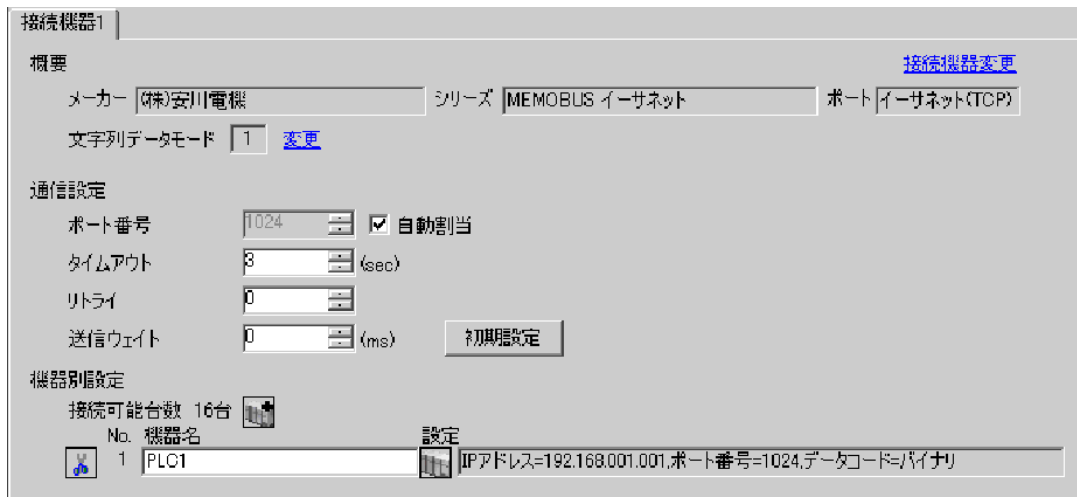 接続機器1
概要 接続機器変更
メーカー (株)安川電機 シリーズ MEMOBUS イーサネット ポート イーサネット(TCP)
文字列データモード 1 変更
通信設定
ポート番号 1024 自動割当
タイムアウト 3 (sec)
リトライ 0
送信ウェイト 0 (ms) 初期設定
機器別設定
接続可能台数 16台
No. 機器名 設定
1 PLC1 IPアドレス=192.168.001.001,ポート番号=1024,データコード=バイナリ